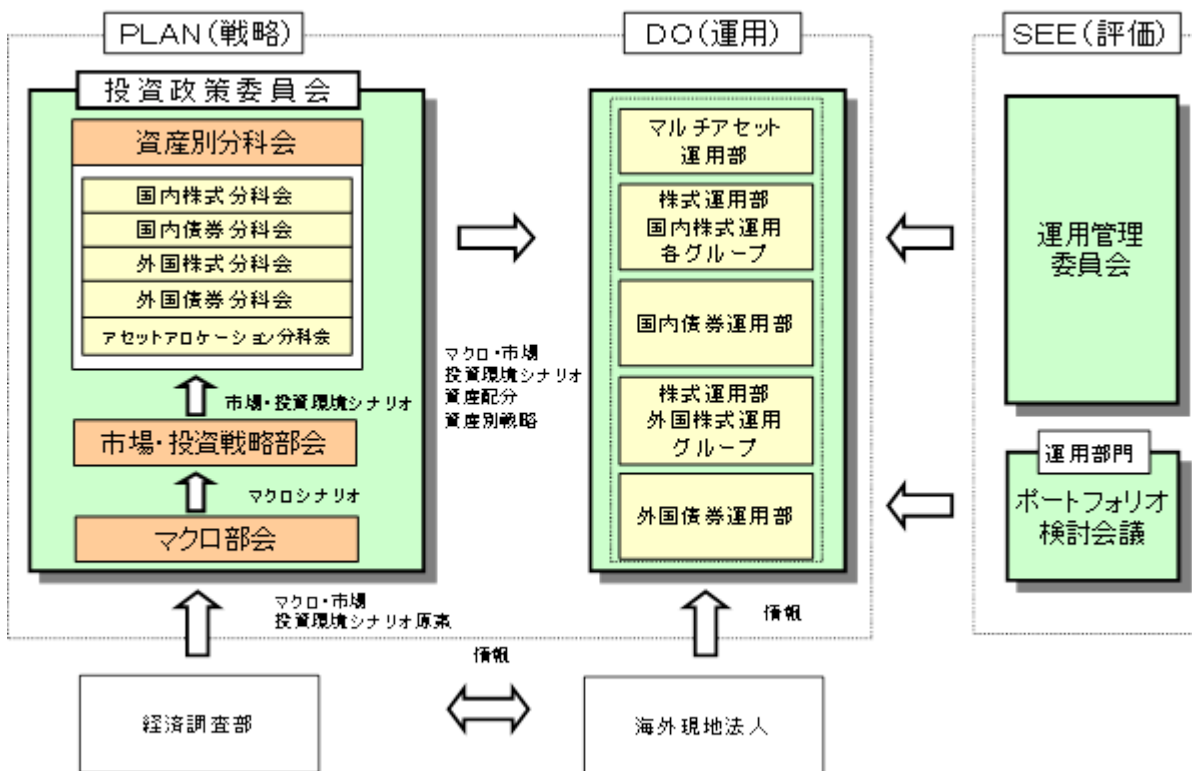 PLAN(戦略)
投資政策委員会
資産別分科会
国内株式分科会
国内債券分科会
外国株式分科会
外国債券分科会
アセットアロケーション分科会
市場・投資環境シナリオ
市場・投資戦略部会
マクロシナリオ
マクロ部会
マクロ・市場
投資環境シナリオ原案
経済調査部
マクロ・市場
投資環境シナリオ
資産配分
資産別戦略
情報
DO(運用)
マルチアセット
運用部
株式運用部
国内株式運用
各グループ
国内債券運用部
株式運用部
外国株式運用
グループ
外国債券運用部
情報
海外現地法人
SEE(評価)
運用管理
委員会
運用部門
ポートフォリオ
検討会議